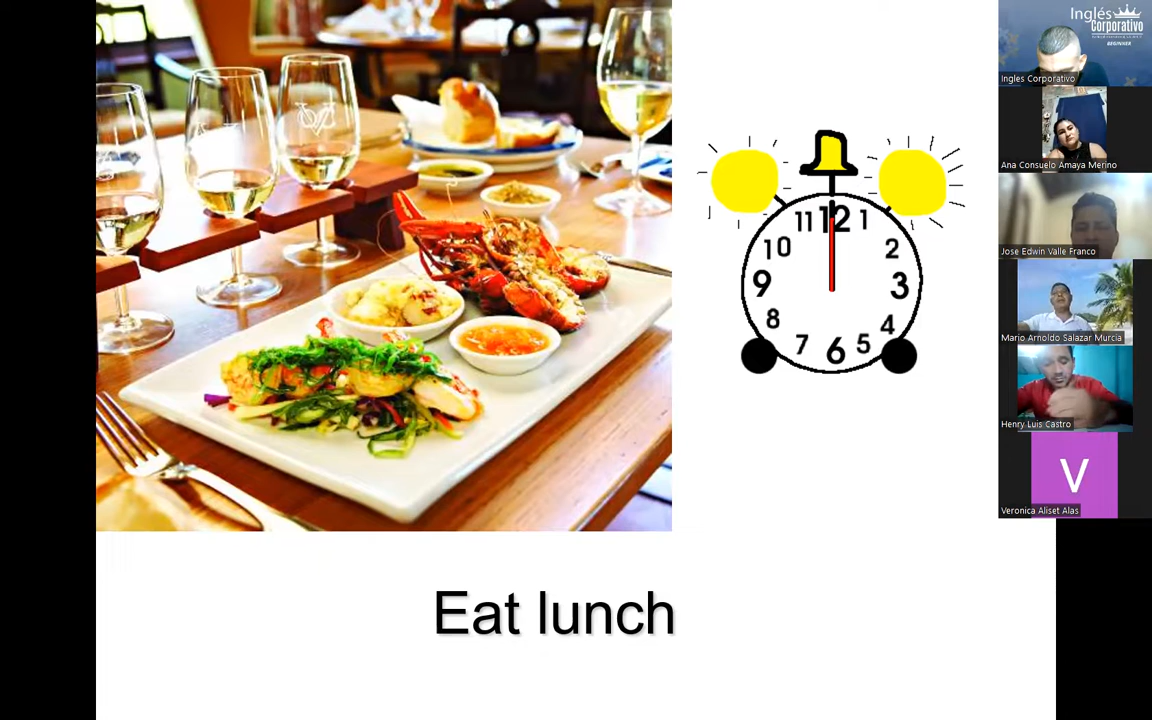 Eat lunch
11 12 1
10 2
9 3
8 4
7 6 5
Inglés
Corporativo
BEGINNER
Ingles Corporativo
Ana Consuelo Amaya Merino
Jose Edwin Valle Franco
Mario Arnoldo Salazar Murcia
Henry Luis Castro
V
Veronica Aliset Alas